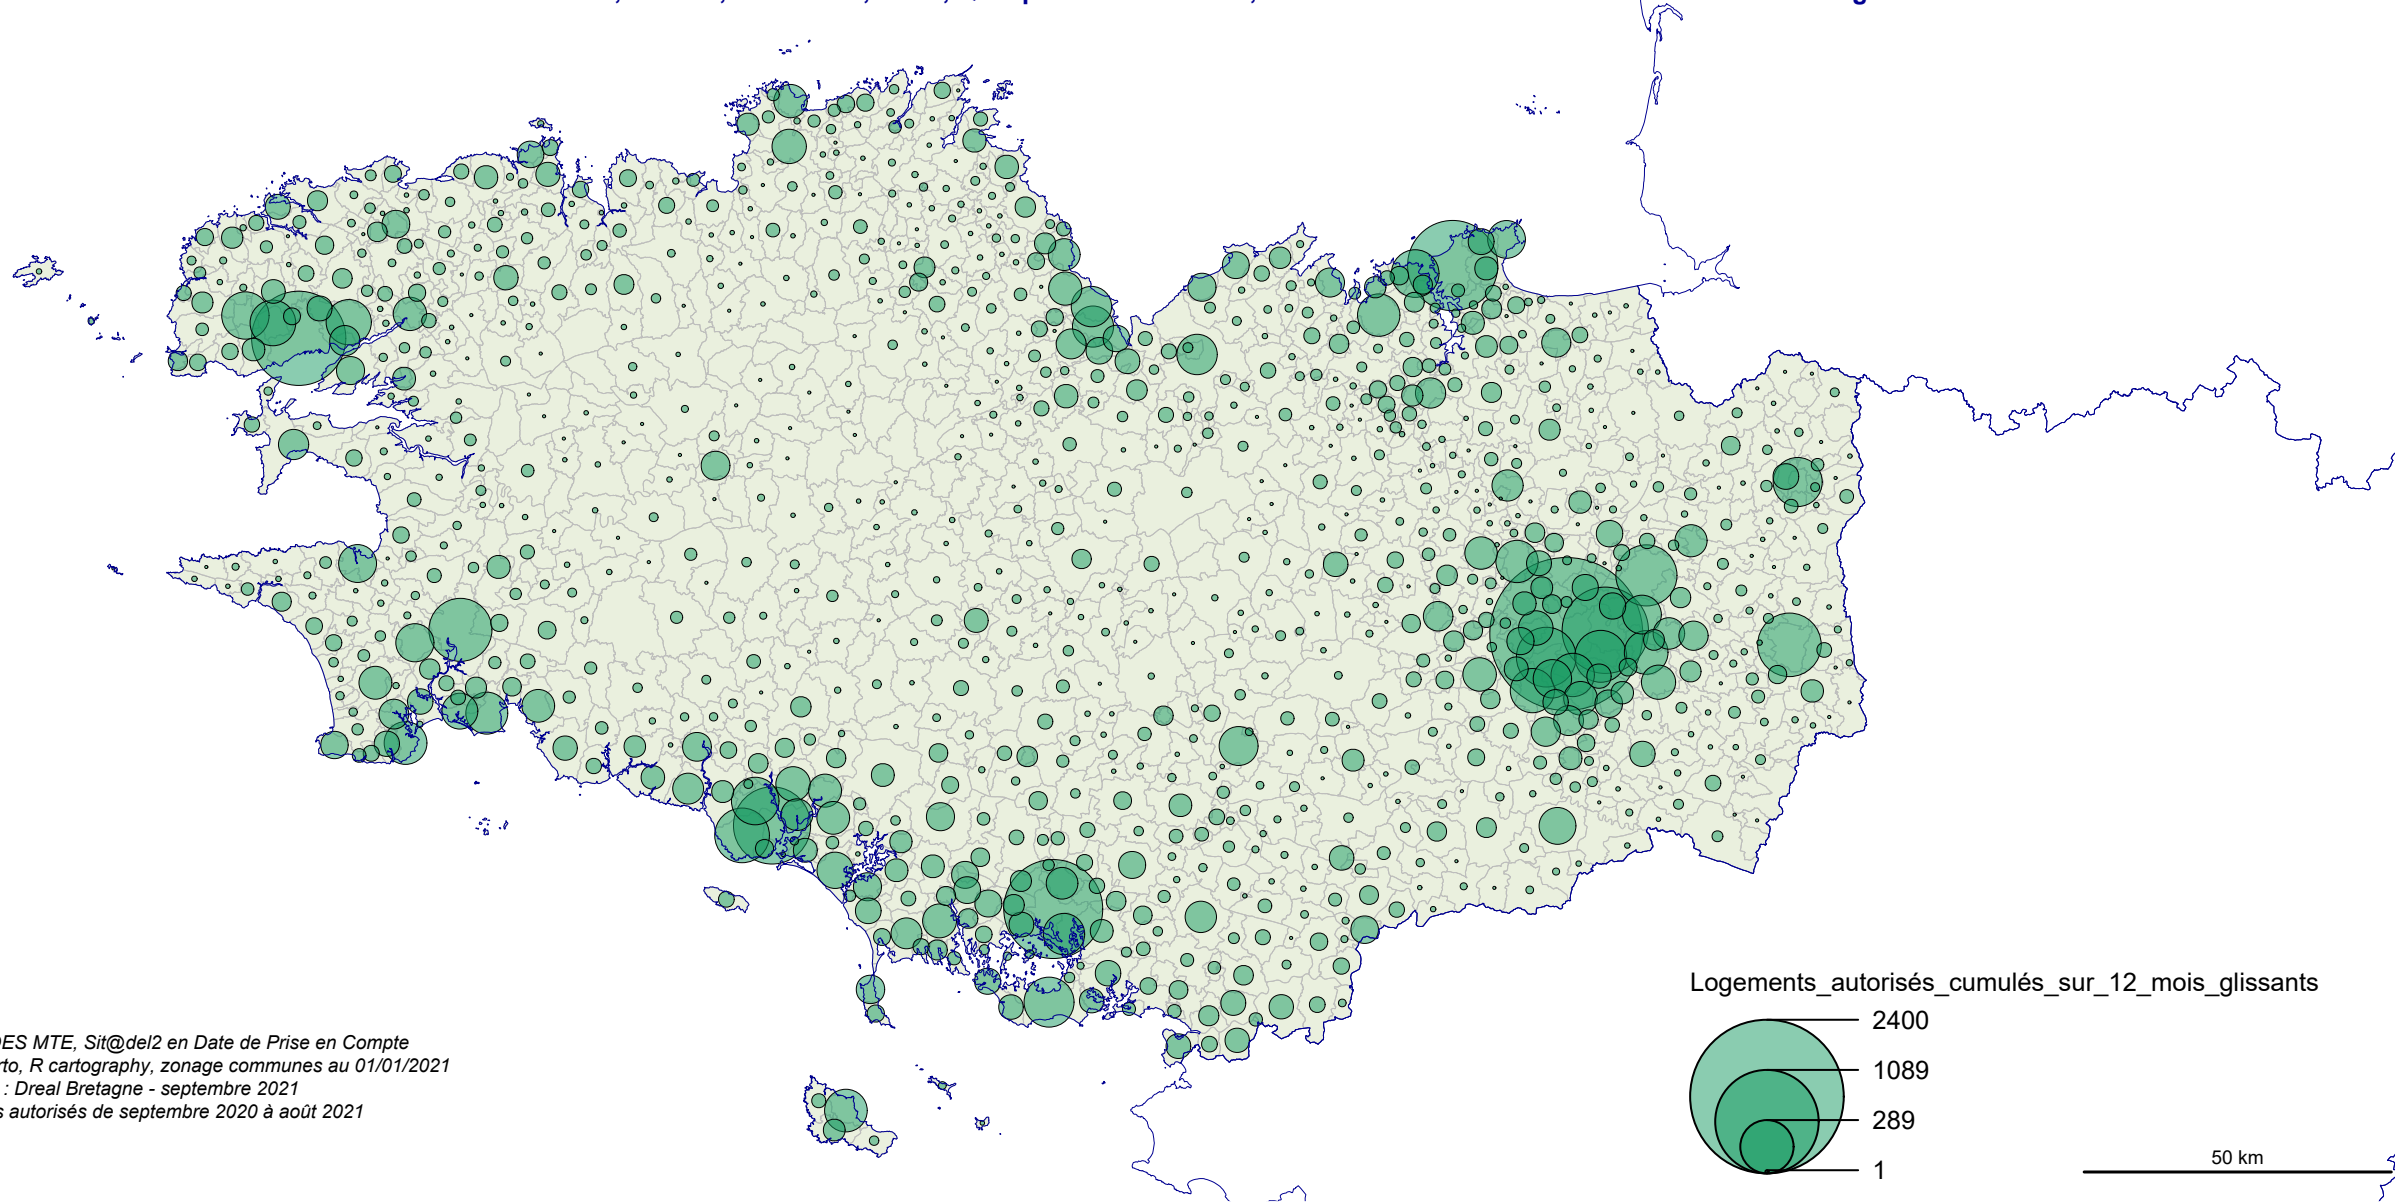 DES MTE, Sit@del2 en Date de Prise en Compte
rto, R cartography, zonage communes au 01/01/2021
: Dreal Bretagne - septembre 2021
s autorisés de septembre 2020 à août 2021
Logements_autorisés_cumulés_sur_12_mois_glissants
2400
1089
289
1
50 km